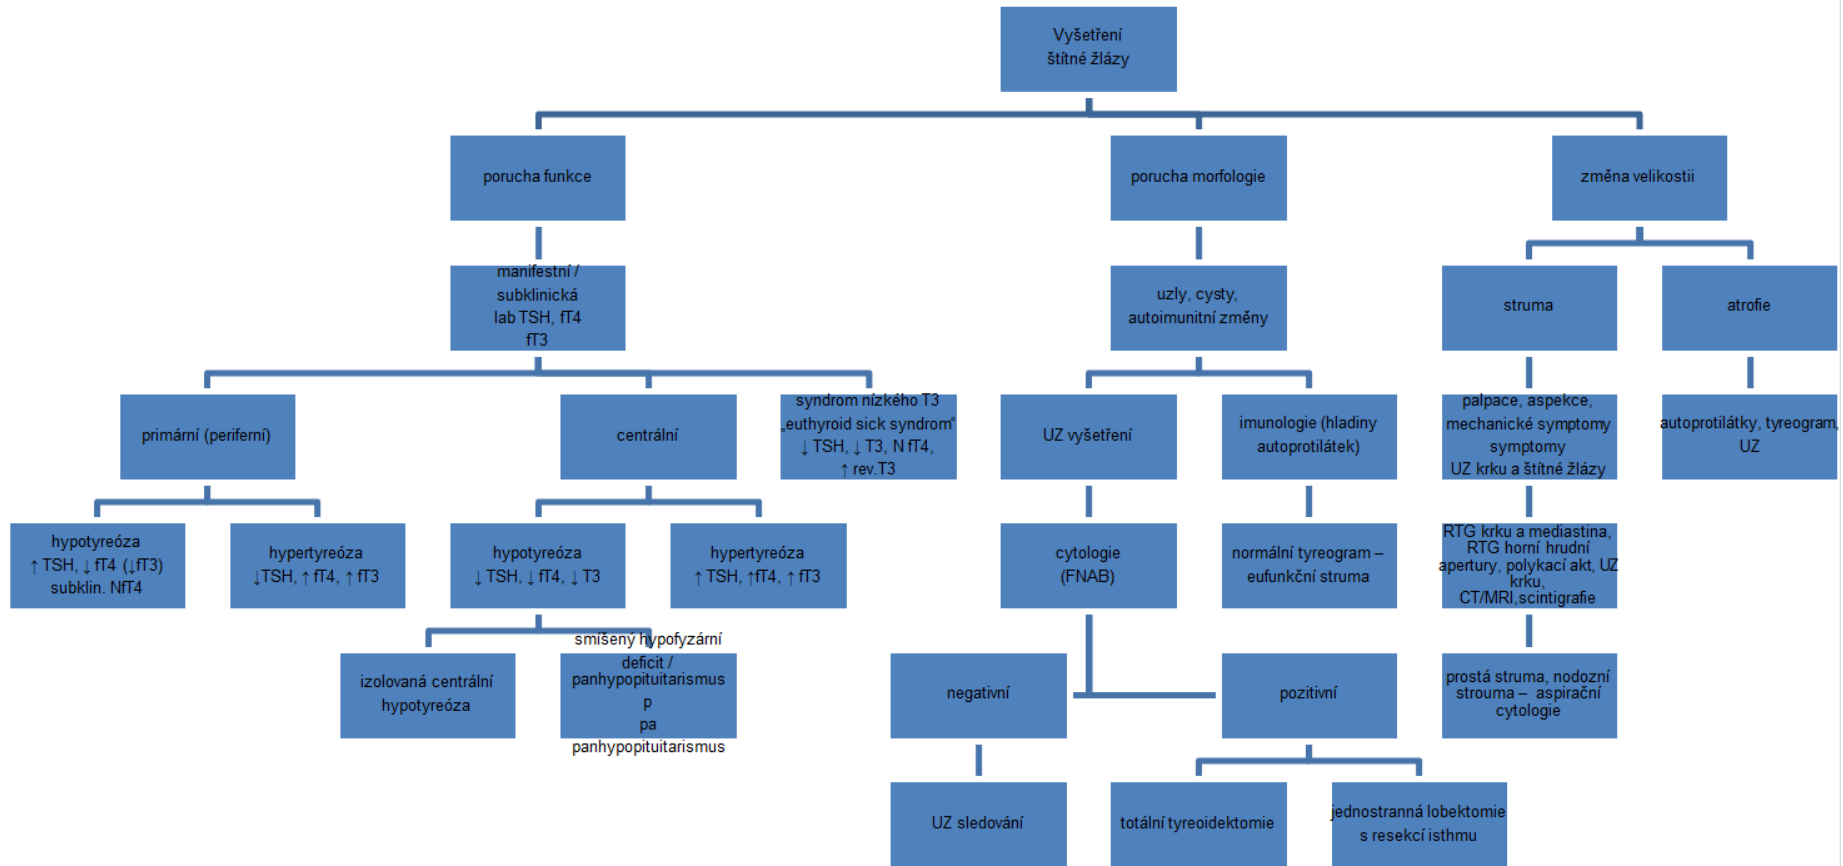 Vyšetření
štítné žlázy
porucha funkce
porucha morfologie
změna velikostii
manifestní /
subklinická
lab TSH, fT4
fT3
uzly, cysty,
autoimunitní změny
struma
atrofie
primární (periferní)
centrální
syndrom nízkého T3
„euthyroid sick syndrom“
↓ TSH, ↓ T3, N fT4,
↑ rev.T3
UZ vyšetření
imunologie (hladiny
autoprotilátek)
palpace, aspekce,
mechanické symptomy
symptomy
UZ krku a štítné žlázy
autoprotilátky, tyreogram,
UZ
hypotyreóza
↑ TSH, ↓ fT4 (↓fT3)
subklin. NfT4
hypertyreóza
↓TSH, ↑ fT4, ↑ fT3
hypotyreóza
↓ TSH, ↓ fT4, ↓ T3
hypertyreóza
↑ TSH, ↑fT4, ↑ fT3
cytologie
(FNAB)
normální tyreogram –
eufunkční struma
RTG krku a mediastina,
RTG horní hrudní
apertury, polykací akt, UZ
krku,
CT/MRI,scintigrafie
izolovaná centrální
hypotyreóza
smíšený hypofyzární
deficit /
panhypopituitarismus
p
pa
panhypopituitarismus
negativní
pozitivní
prostá struma, nodozní
strouma – aspirační
cytologie
UZ sledování
totální tyreoidektomie
jednostranná lobektomie
s resekcí isthmu